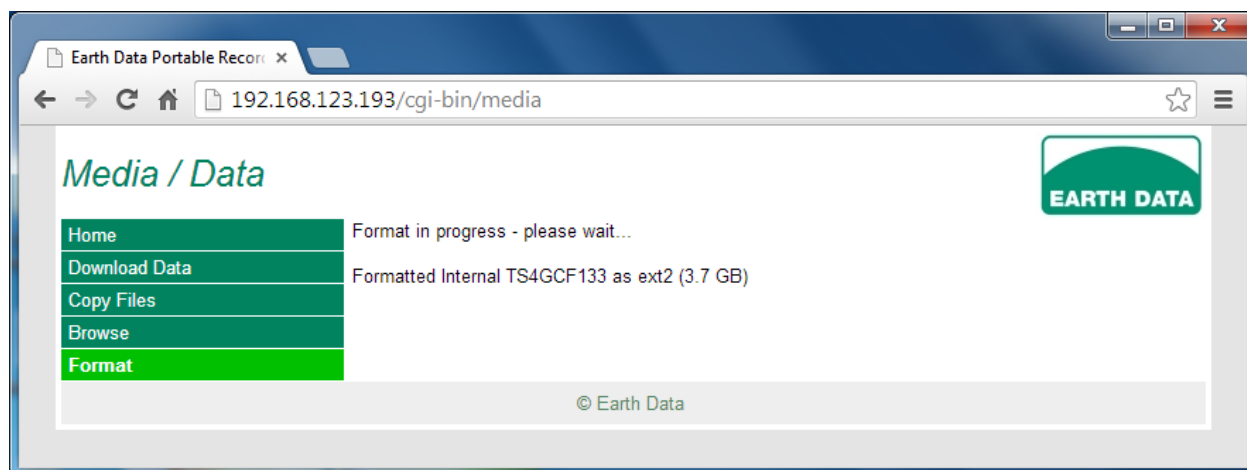 Earth Data Portable Recor
192.168.123.193/cgi-bin/media
Media / Data
EARTH DATA
Home
Format in progress - please wait...
Download Data
Formatted Internal TS4GCF133 as ext2 (3.7 GB)
Copy Files
Browse
Format
© Earth Data